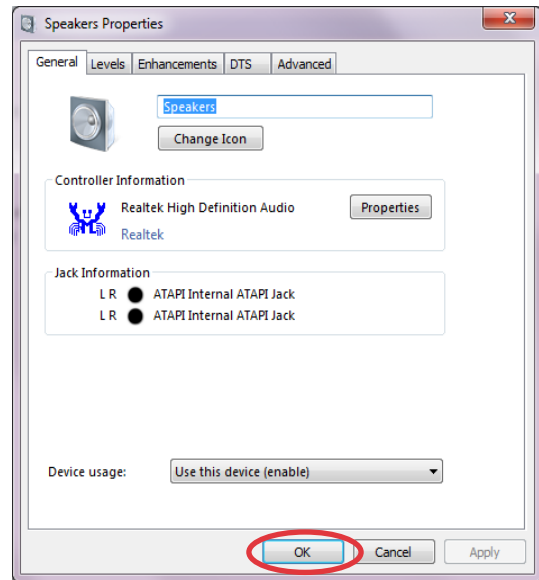 Speakers Properties
General Levels Enhancements DTS Advanced
Speakers
Change Icon
Controller Information
Realtek High Definition Audio Properties
Realtek
Jack Information
L R ATAPI Internal ATAPI Jack
L R ATAPI Internal ATAPI Jack
Device usage: Use this device (enable)
OK Cancel Apply